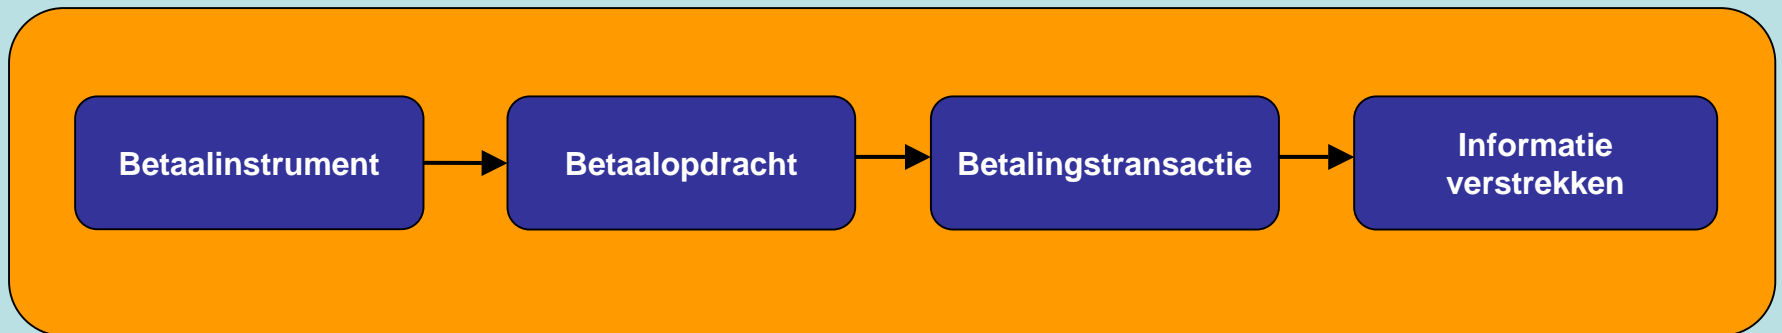 Betaalinstrument
Betaalopdracht
Betalingstransactie
Informatie
verstrekken